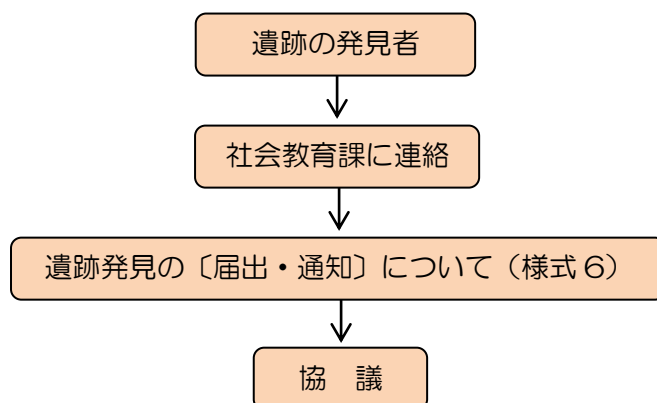 遺跡の発見者
社会教育課に連絡
遺跡発見の〔届出・通知〕について（様式６）
協　議